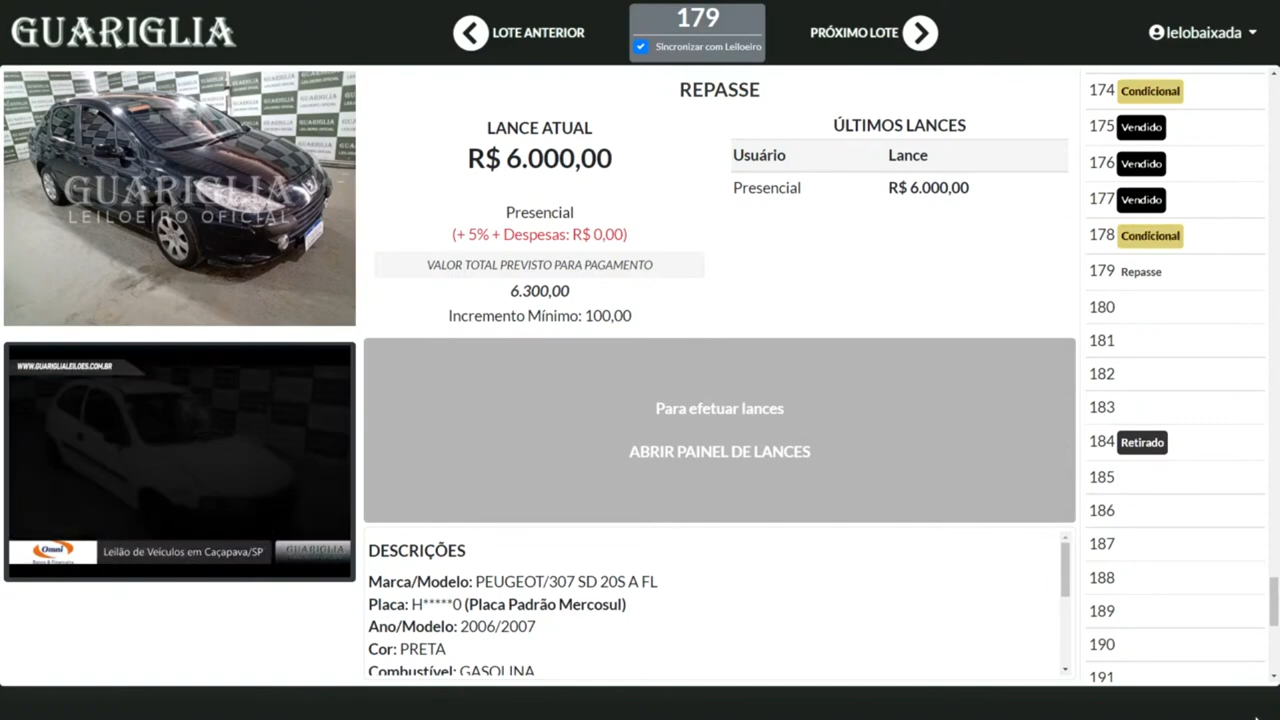 GUARIGLIA
LOTE ANTERIOR
179
Sincronizar com Leiloeiro
PRÓXIMO LOTE
lelobaixada
GUARIGLIA
LEILOEIRO OFICIAL
REPASSE
LANCE ATUAL
R$ 6.000,00
Presencial
(+ 5% + Despesas: R$ 0,00)
VALOR TOTAL PREVISTO PARA PAGAMENTO
6.300,00
Incremento Mínimo: 100,00
ÚLTIMOS LANCES
Usuário Lance
Presencial R$ 6.000,00
174 Condicional
175 Vendido
176 Vendido
177 Vendido
178 Condicional
179 Repasse
180
181
182
183
184 Retirado
185
186
187
188
189
190
191
WWW.GUARIGLIALEILOES.COM.BR
Omni
Leilão de Veículos em Caçapava/SP
GUARIGLIA
Para efetuar lances
ABRIR PAINEL DE LANCES
DESCRIÇÕES
Marca/Modelo: PEUGEOT/307 SD 20S A FL
Placa: H*****0 (Placa Padrão Mercosul)
Ano/Modelo: 2006/2007
Cor: PRETA
Combustível: GASOLINA